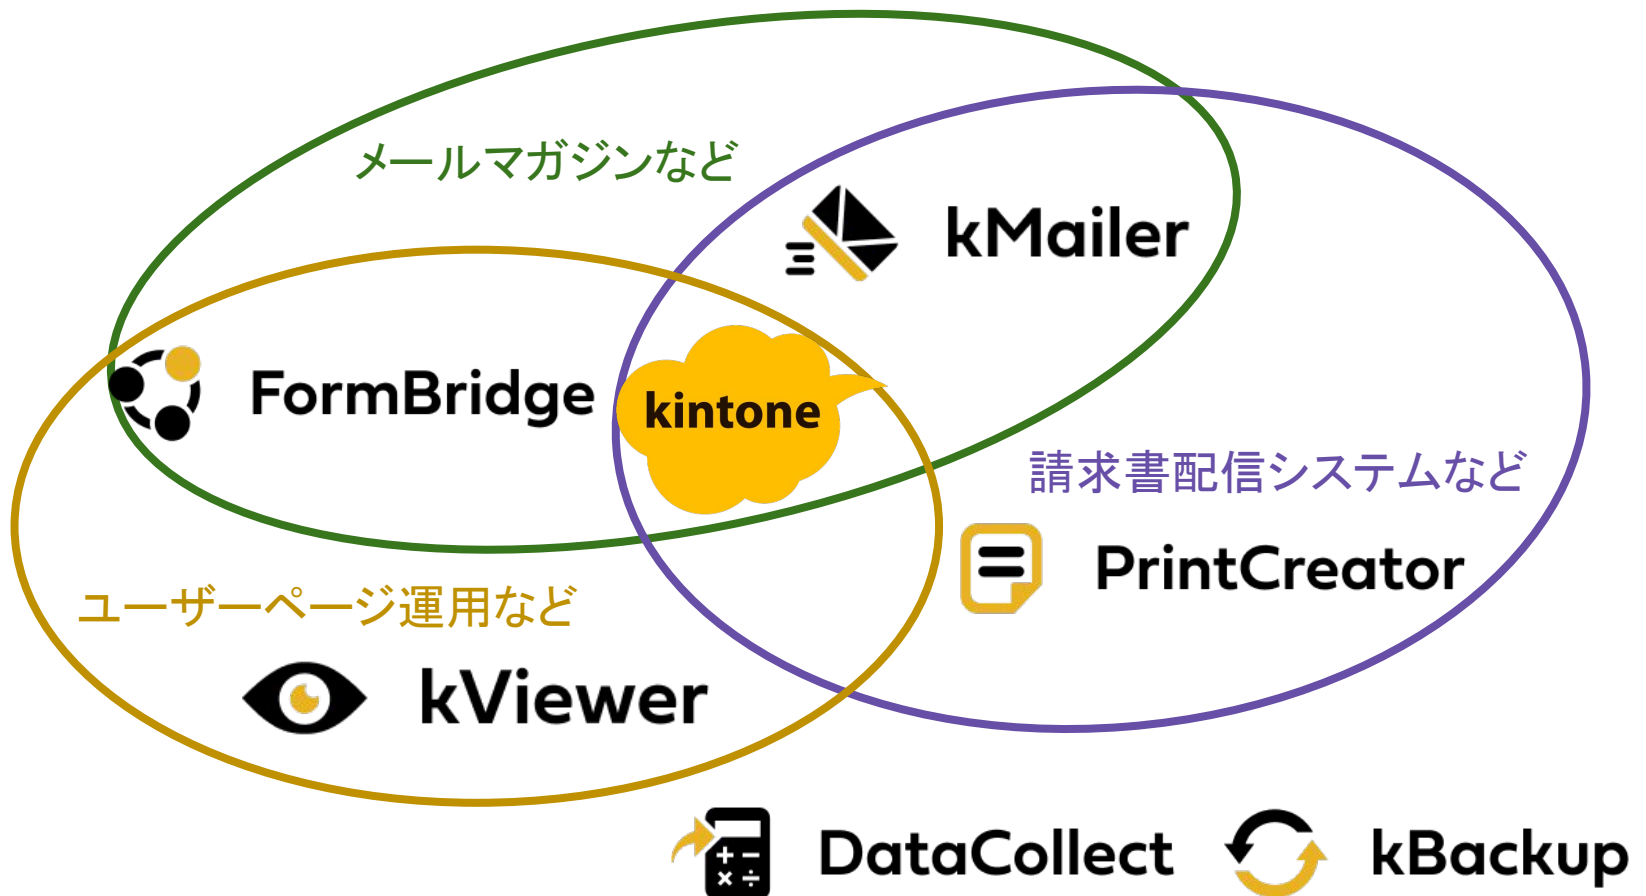 メールマガジンなど
kMailer
FormBridge
kintone
請求書配信システムなど
PrintCreator
ユーザーページ運用など
kViewer
DataCollect
kBackup